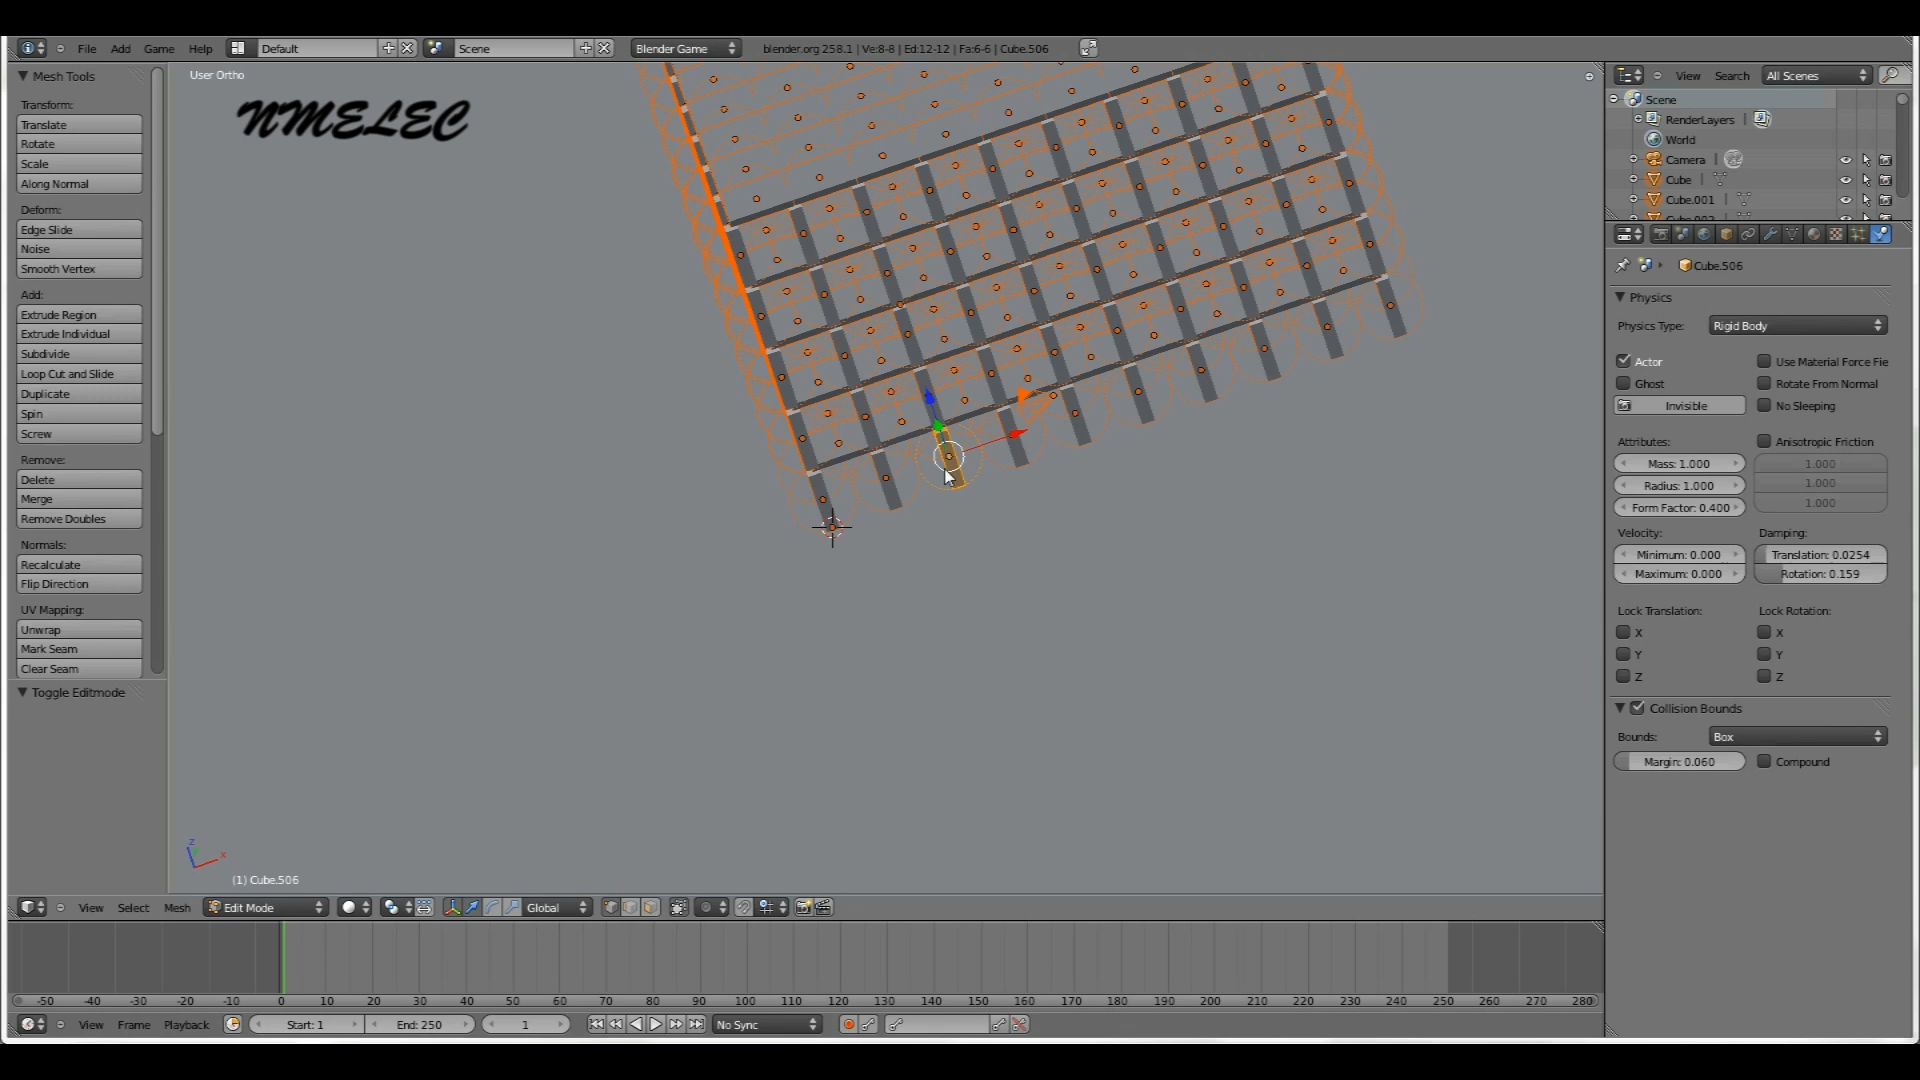 File Add Game Help Default Scene Blender Game blender.org 258.1 | Ve:8-8 | Ed:12-12 | Fa:6-6 | Cube.506
Mesh Tools
User Ortho
View Search All Scenes
NMELEC
Scene
RenderLayers
World
Camera
Cube
Cube.001
Transform:
Translate
Rotate
Scale
Along Normal
Deform:
Edge Slide
Noise
Smooth Vertex
Add:
Extrude Region
Extrude Individual
Subdivide
Loop Cut and Slide
Duplicate
Spin
Screw
Remove:
Delete
Merge
Remove Doubles
Normals:
Recalculate
Flip Direction
UV Mapping:
Unwrap
Mark Seam
Clear Seam
Toggle Editmode
Cube.506
Physics
Physics Type: Rigid Body
Actor Use Material Force Fie
Ghost Rotate From Normal
Invisible No Sleeping
Attributes: Anisotropic Friction
Mass: 1.000 1.000
Radius: 1.000 1.000
Form Factor: 0.400 1.000
Velocity: Damping:
Minimum: 0.000 Translation: 0.0254
Maximum: 0.000 Rotation: 0.159
Lock Translation: Lock Rotation:
X X
Y Y
Z Z
Collision Bounds
Bounds: Box
Margin: 0.060 Compound
z
x
(1) Cube.506
View Select Mesh Edit Mode Global
-50 -40 -30 -20 -10 0 10 20 30 40 50 60 70 80 90 100 110 120 130 140 150 160 170 180 190 200 210 220 230 240 250 260 270 280
View Frame Playback Start: 1 End: 250 1 No Sync